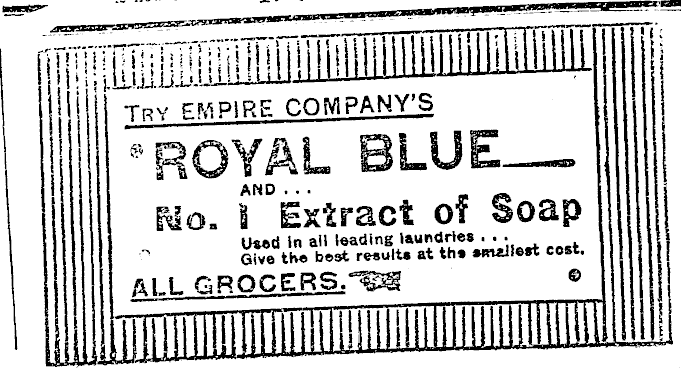 TRY EMPIRE COMPANY'S
ROYAL BLUE
AND . . .
No. 1 Extract of Soap
Used in all leading laundries . . .
Give the best results at the smallest cost.
ALL GROCERS.